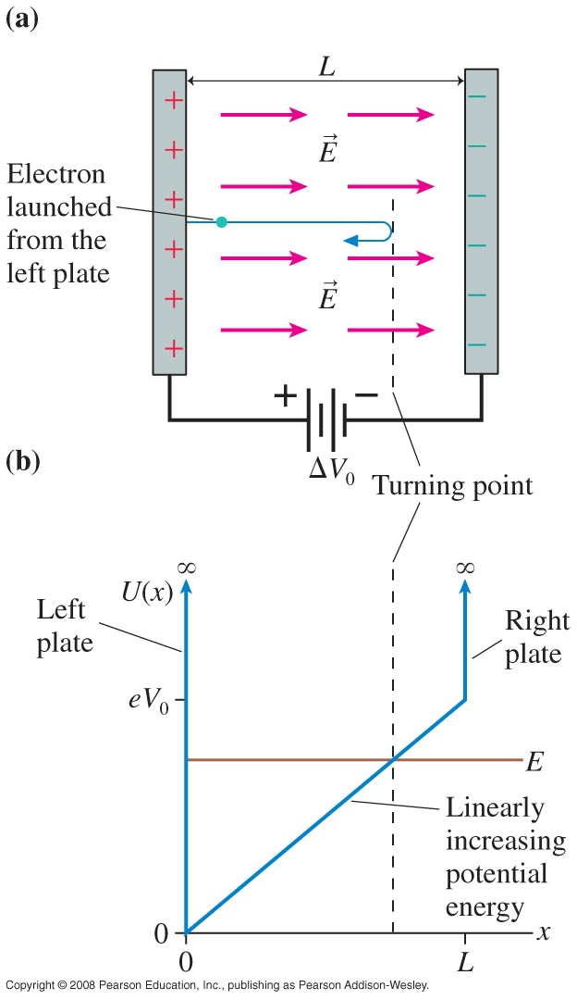 (a)
L
+ + + + + +
− − − − − −
E⃗
Electron
launched
from the
left plate
E⃗
+ −
ΔV₀
Turning point
(b)
∞ ∞
U(x)
Left
plate
Right
plate
eV₀
E
Linearly
increasing
potential
energy
0
x
0 L
Copyright © 2008 Pearson Education, Inc., publishing as Pearson Addison-Wesley.